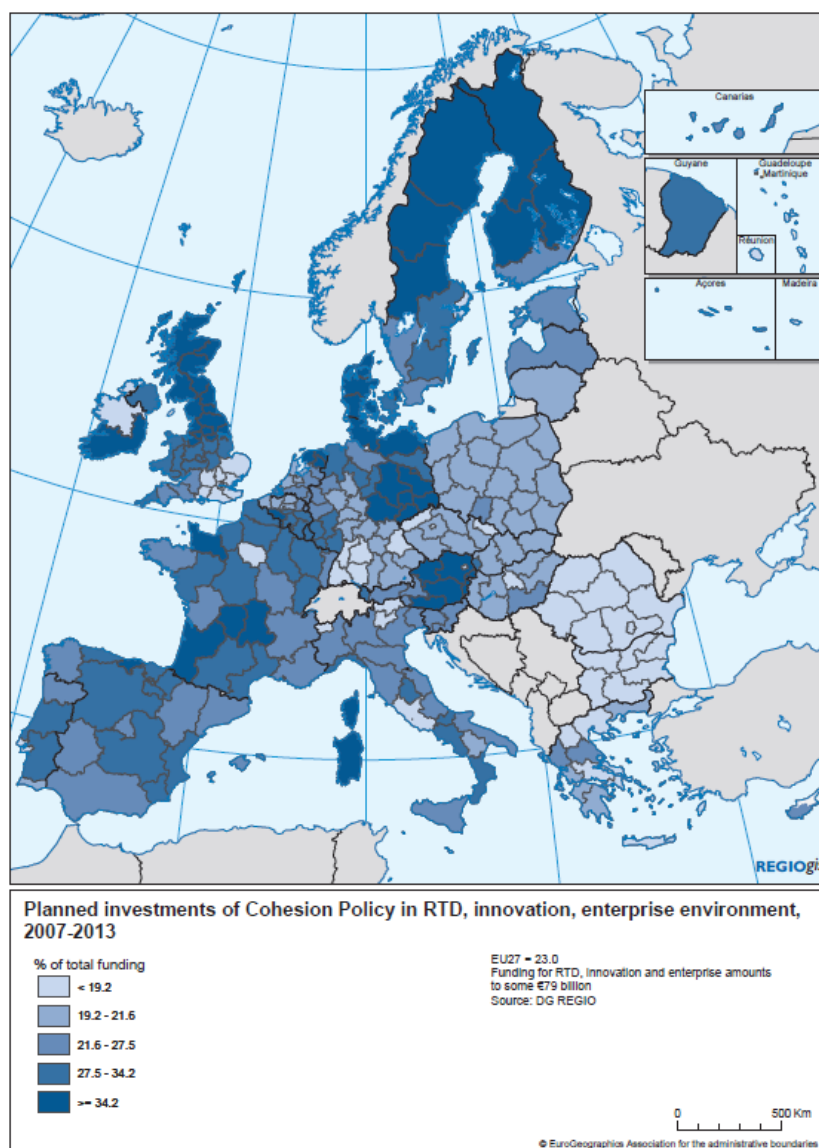 Canarias
Guyane
Guadeloupe
Martinique
Réunion
Açores
Madeira
REGIOgis
Planned investments of Cohesion Policy in RTD, innovation, enterprise environment,
2007-2013
% of total funding
< 19.2
19.2 - 21.6
21.6 - 27.5
27.5 - 34.2
>= 34.2
EU27 = 23.0
Funding for RTD, innovation and enterprise amounts
to some €79 billion
Source: DG REGIO
0 500 Km
© EuroGeographics Association for the administrative boundaries